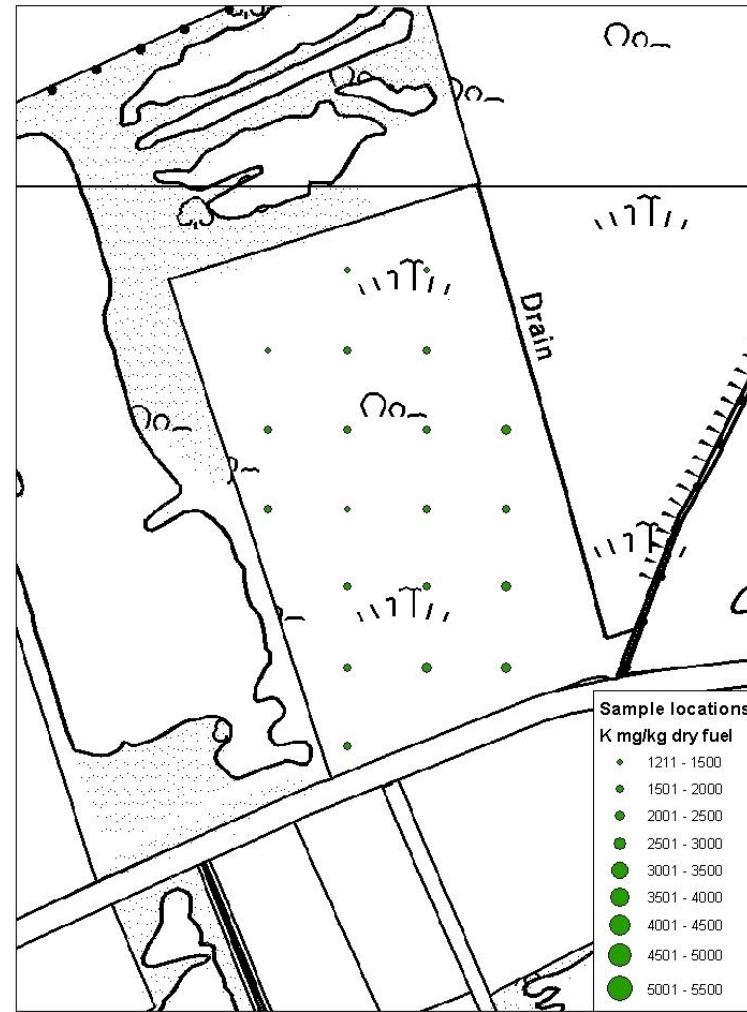 Drain
Sample locations
K mg/kg dry fuel
1211 - 1500
1501 - 2000
2001 - 2500
2501 - 3000
3001 - 3500
3501 - 4000
4001 - 4500
4501 - 5000
5001 - 5500